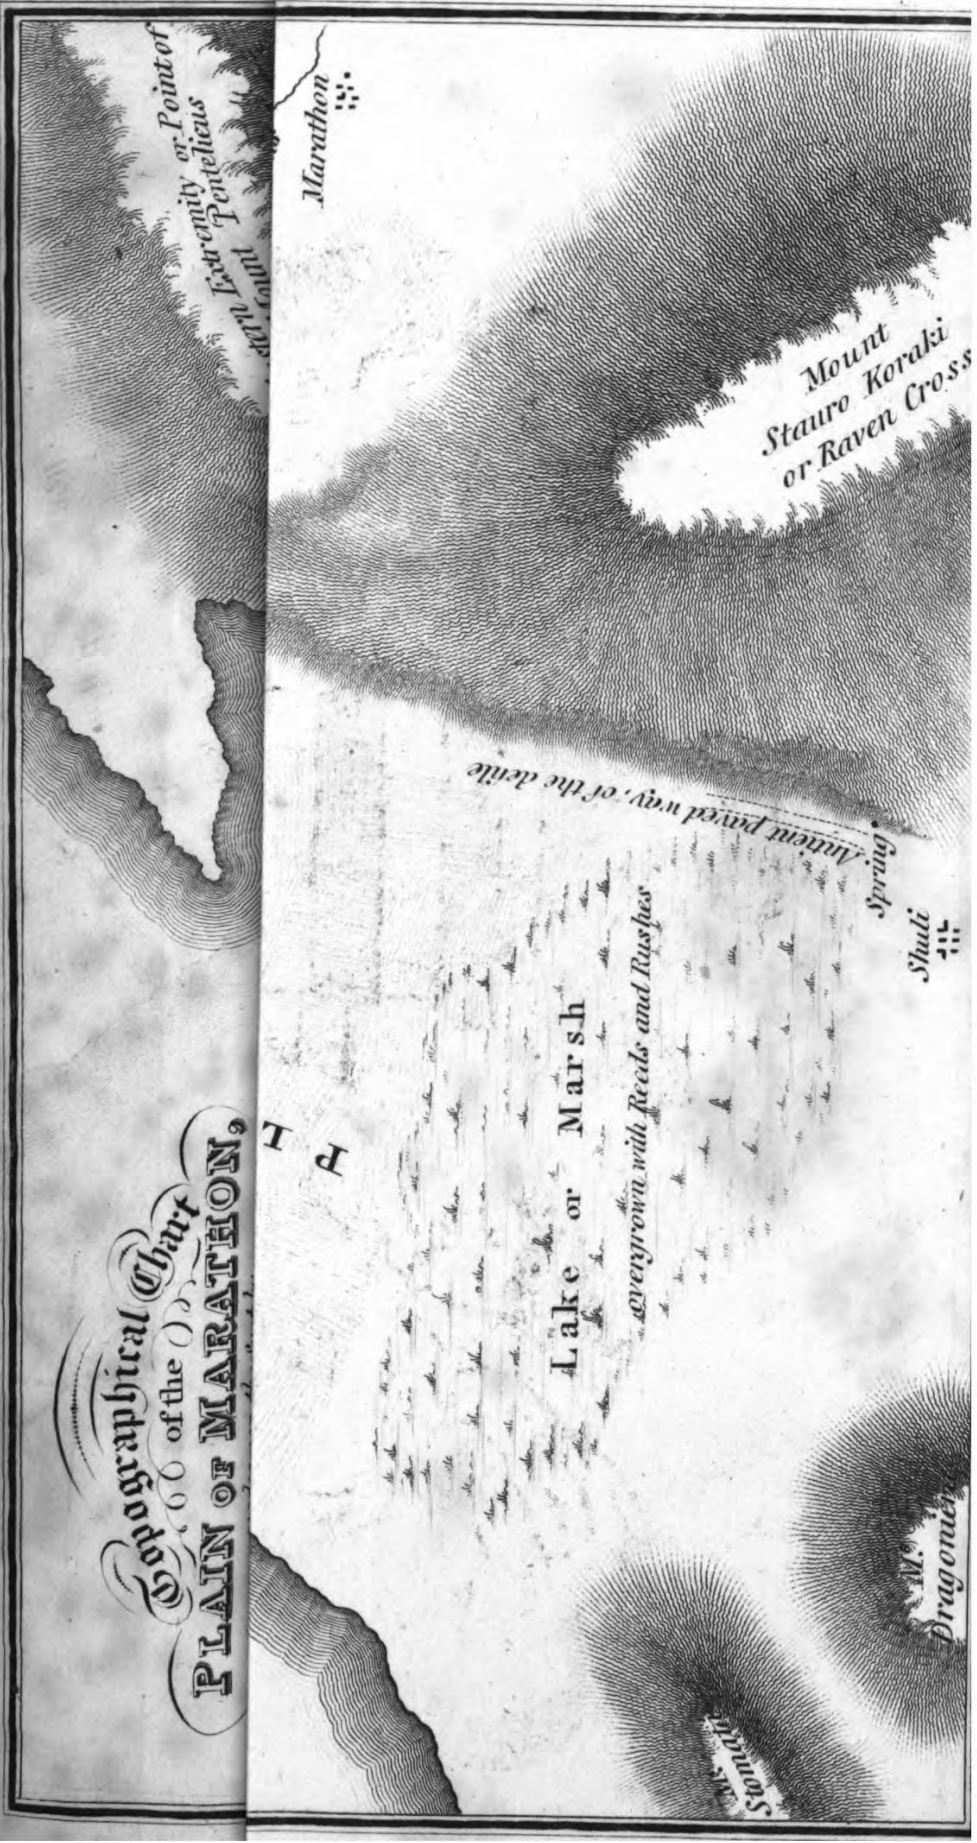 Topographical Chart
of the
PLAIN OF MARATHON,
Extremity or Point of
Pentelicus
Marathon
Mount
Stauro Koraki
or Raven Cross
Antient paved way, of the defile
Spring
Shuli
Lake or Marsh
overgrown with Reeds and Rushes
P L
M.
Dragonera
Mt.